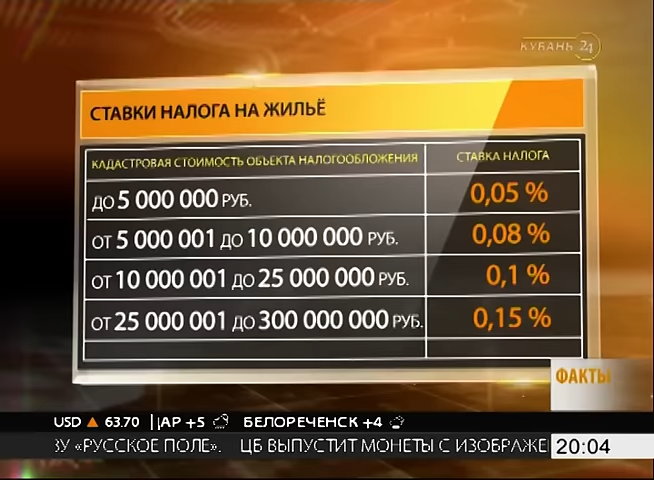 КУБАНЬ 24
СТАВКИ НАЛОГА НА ЖИЛЬЁ
КАДАСТРОВАЯ СТОИМОСТЬ ОБЪЕКТА НАЛОГООБЛОЖЕНИЯ СТАВКА НАЛОГА
ДО 5 000 000 РУБ. 0,05 %
ОТ 5 000 001 ДО 10 000 000 РУБ. 0,08 %
ОТ 10 000 001 ДО 25 000 000 РУБ. 0,1 %
ОТ 25 000 001 ДО 300 000 000 РУБ. 0,15 %
ФАКТЫ
USD 63.70 АР +5 БЕЛОРЕЧЕНСК +4
ЗУ «РУССКОЕ ПОЛЕ». ЦБ ВЫПУСТИТ МОНЕТЫ С ИЗОБРАЖЕ 20:04